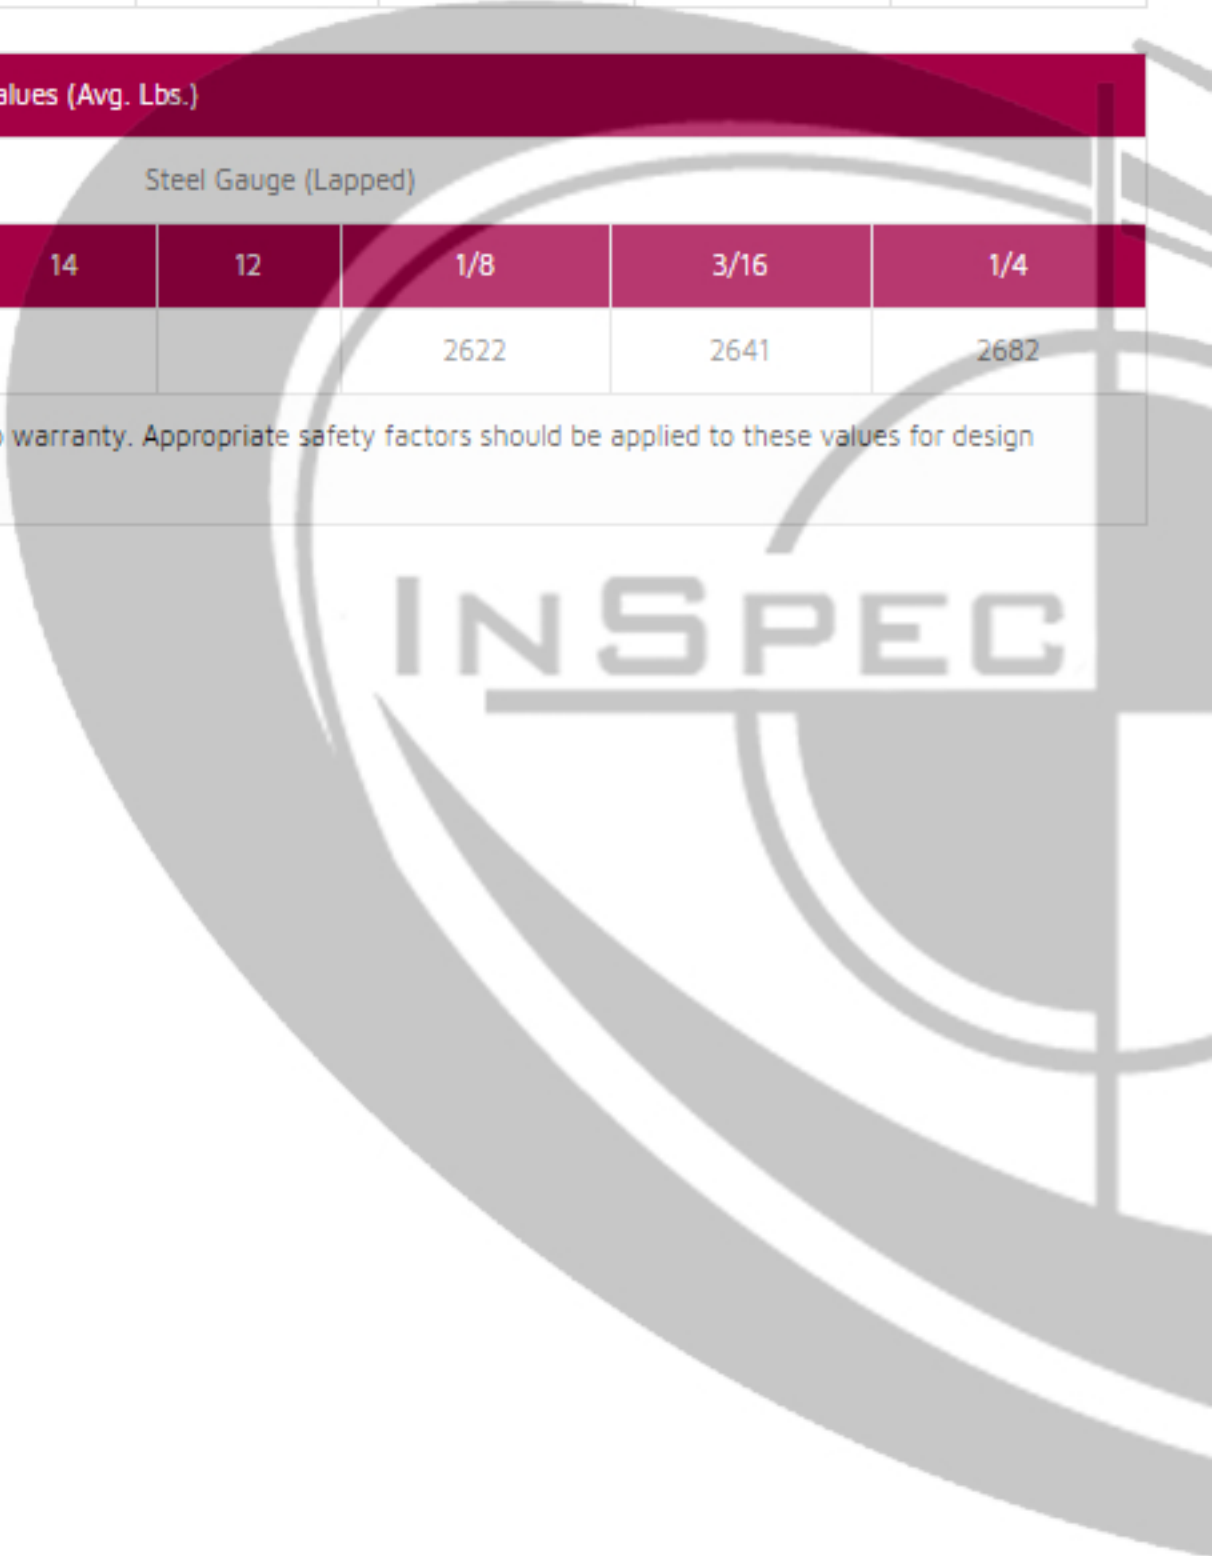 alues (Avg. Lbs.)
Steel Gauge (Lapped)
14 12 1/8 3/16 1/4
2622 2641 2682
warranty. Appropriate safety factors should be applied to these values for design
INSPEC